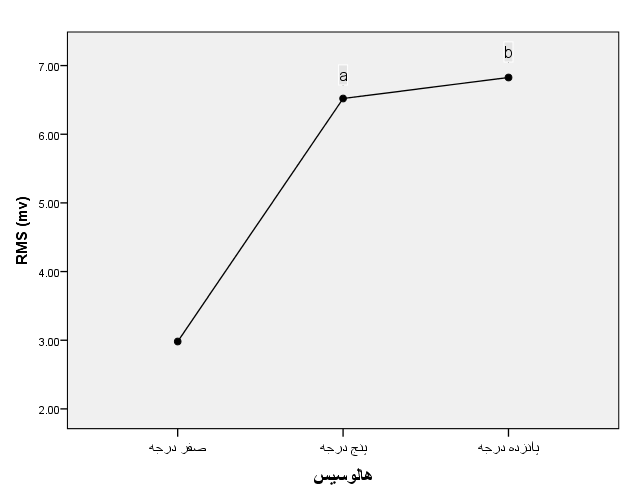 a
b
7.00
6.00
5.00
4.00
3.00
2.00
RMS (mv)
صفر درجه
پنج درجه
پانزده درجه
هالوسیس